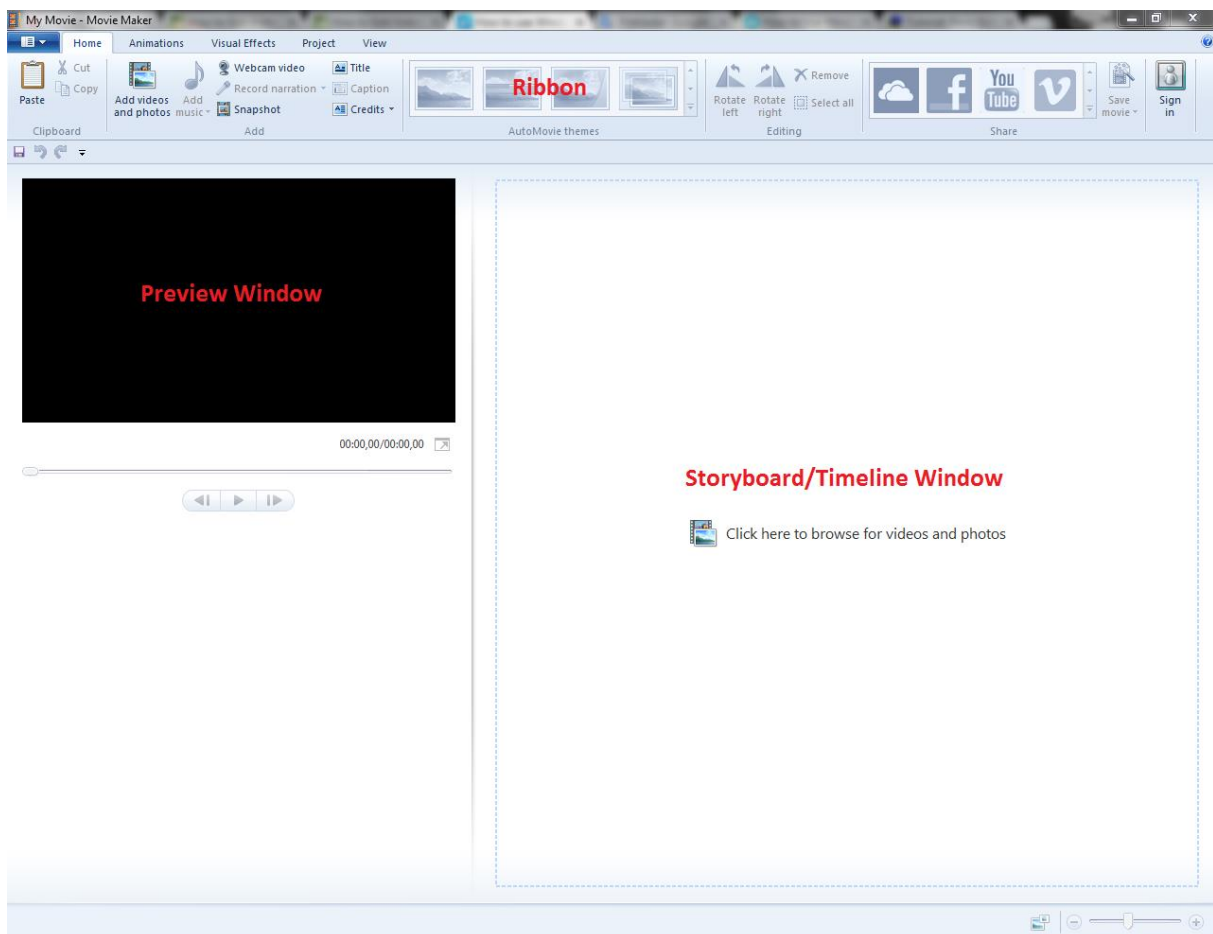 My Movie - Movie Maker
Home Animations Visual Effects Project View
Paste
Cut
Copy
Clipboard
Add videos and photos
Add music
Webcam video
Record narration
Snapshot
Title
Caption
Credits
Add
Ribbon
AutoMovie themes
Rotate left
Rotate right
Remove
Select all
Editing
You
Tube
Share
Save movie
Sign in
Preview Window
00:00,00/00:00,00
Storyboard/Timeline Window
Click here to browse for videos and photos